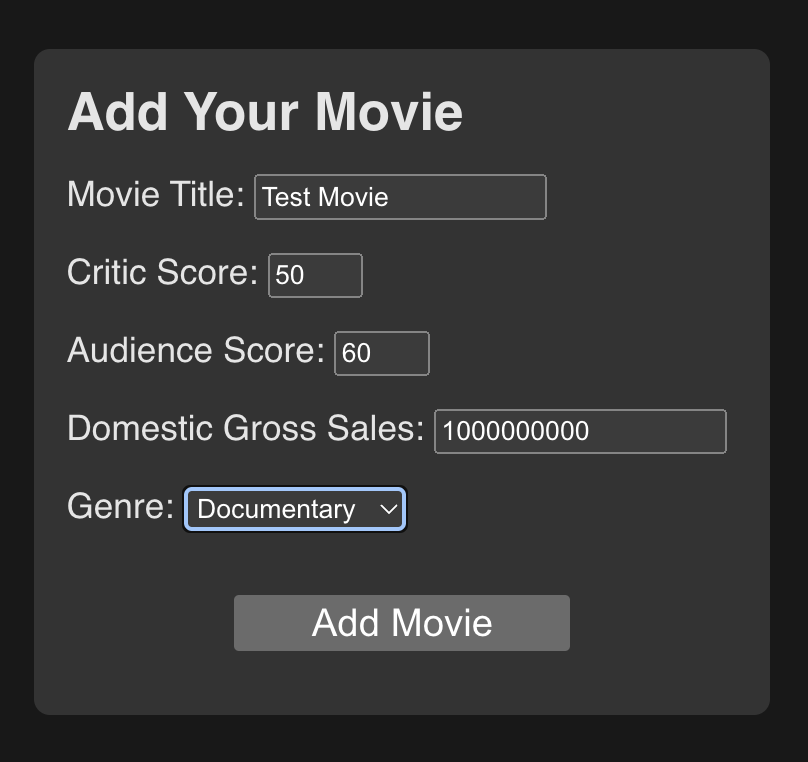 Add Your Movie
Movie Title: Test Movie
Critic Score: 50
Audience Score: 60
Domestic Gross Sales: 1000000000
Genre: Documentary
Add Movie